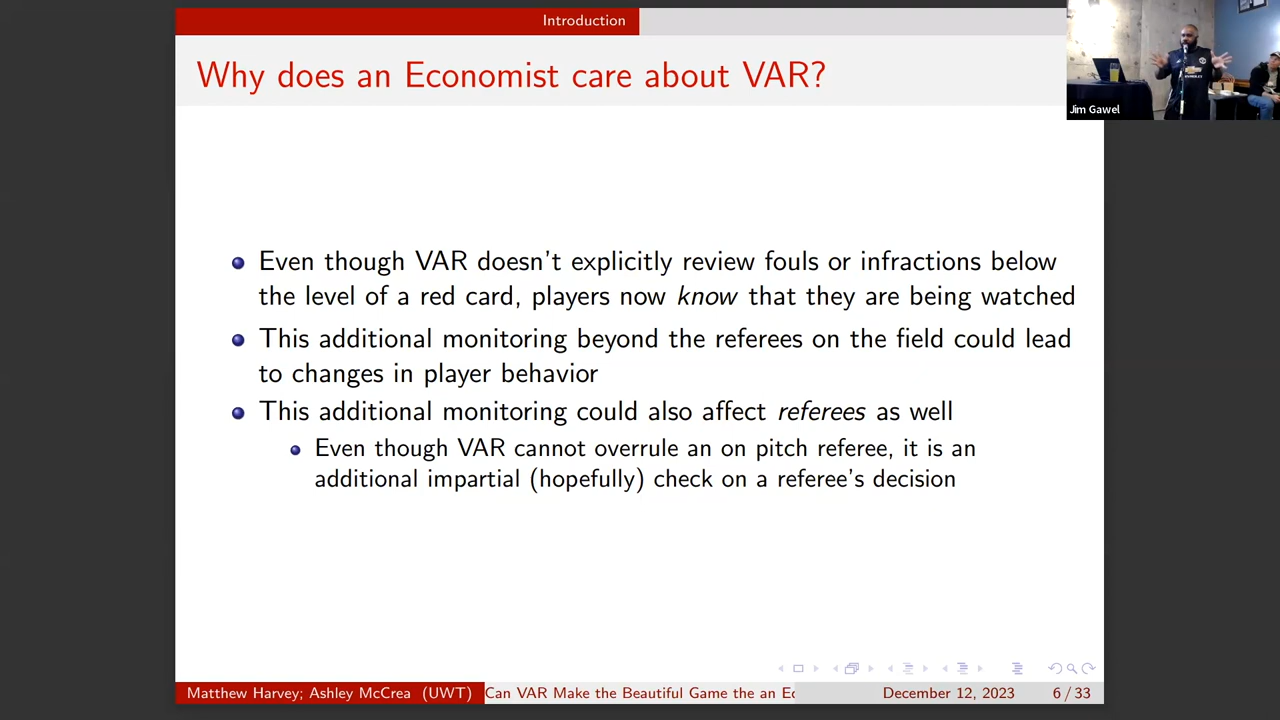 Introduction
Why does an Economist care about VAR?
Jim Gawel
Even though VAR doesn't explicitly review fouls or infractions below
the level of a red card, players now know that they are being watched
This additional monitoring beyond the referees on the field could lead
to changes in player behavior
This additional monitoring could also affect referees as well
Even though VAR cannot overrule an on pitch referee, it is an
additional impartial (hopefully) check on a referee's decision
Matthew Harvey; Ashley McCrea (UWT) Can VAR Make the Beautiful Game the an Ec December 12, 2023 6 / 33